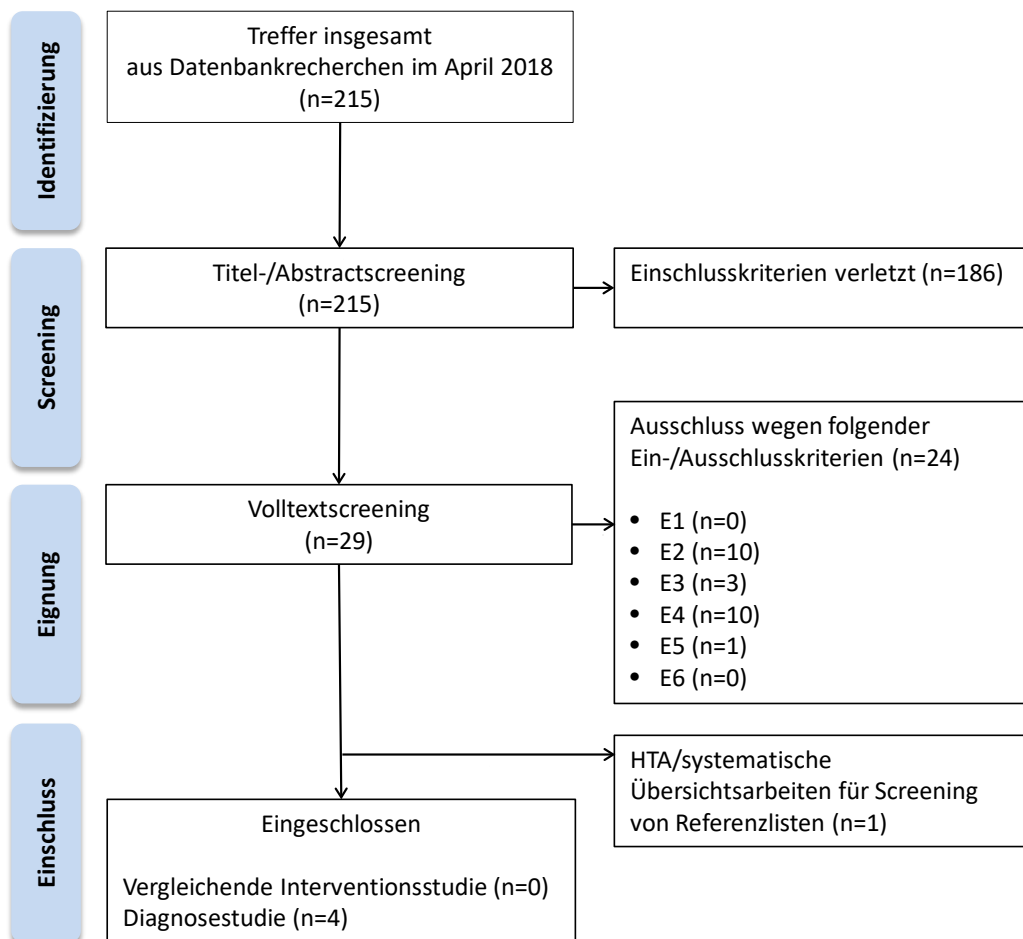 Identifizierung
Treffer insgesamt
aus Datenbankrecherchen im April 2018
(n=215)
Screening
Titel-/Abstractscreening
(n=215)
Einschlusskriterien verletzt (n=186)
Eignung
Volltextscreening
(n=29)
Ausschluss wegen folgender
Ein-/Ausschlusskriterien (n=24)
• E1 (n=0)
• E2 (n=10)
• E3 (n=3)
• E4 (n=10)
• E5 (n=1)
• E6 (n=0)
Einschluss
HTA/systematische
Übersichtsarbeiten für Screening
von Referenzlisten (n=1)
Eingeschlossen
Vergleichende Interventionsstudie (n=0)
Diagnosestudie (n=4)